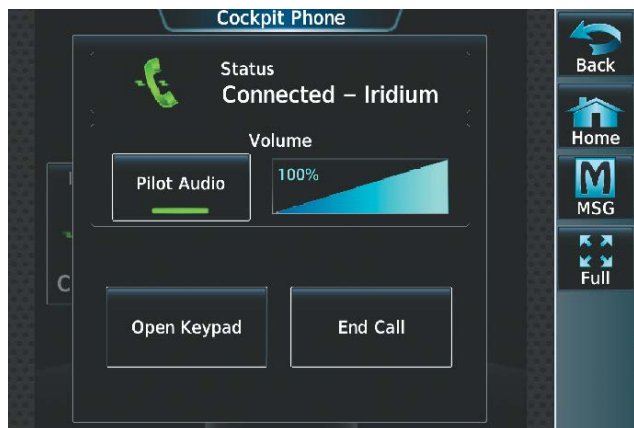 Cockpit Phone
Status
Connected – Iridium
Volume
Pilot Audio
100%
Open Keypad
End Call
Back
Home
MSG
Full